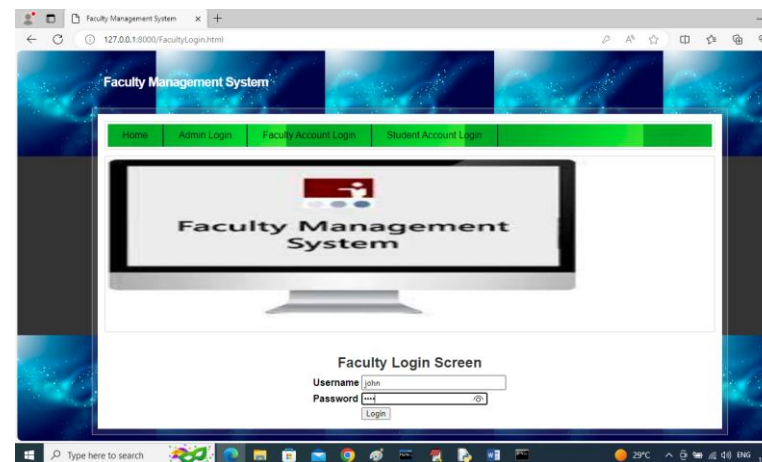 Faculty Management System
127.0.0.1:8000/FacultyLogin.html
Faculty Management System
Home Admin Login Faculty Account Login Student Account Login
Faculty Management
System
Faculty Login Screen
Username john
Password ••••
Login
Type here to search 29°C ENG